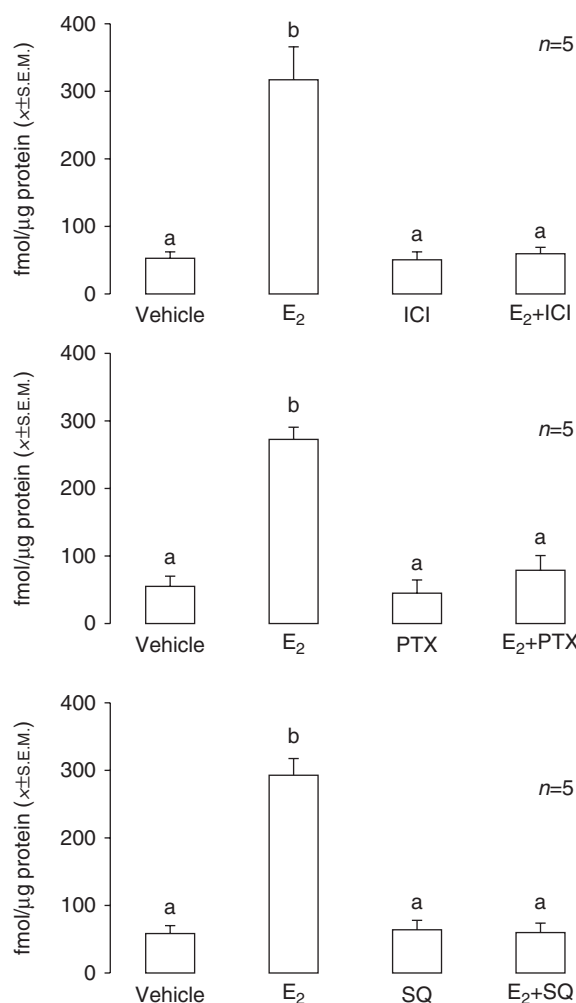 400
b
n=5
300
200
100
a
a
a
0
Vehicle
E₂
ICI
E₂+ICI
fmol/µg protein (x±S.E.M.)
400
b
n=5
300
200
100
a
a
a
0
Vehicle
E₂
PTX
E₂+PTX
fmol/µg protein (x±S.E.M.)
400
b
300
n=5
200
100
a
a
a
0
Vehicle
E₂
SQ
E₂+SQ
fmol/µg protein (x±S.E.M.)